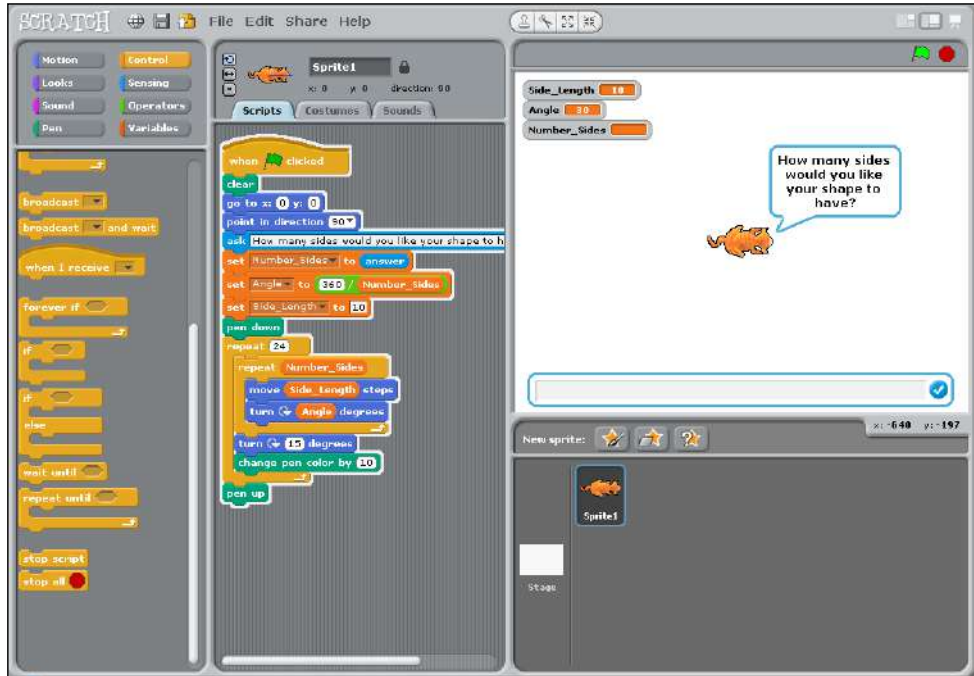 SCRATCH File Edit Share Help
Motion Control
Looks Sensing
Sound Operators
Pen Variables
broadcast
broadcast and wait
when I receive
forever if
if
if
else
wait until
repeat until
stop script
stop all
Sprite1
x: 0 y: 0 direction: 90
Scripts Costumes Sounds
when clicked
clear
go to x: 0 y: 0
point in direction 90
ask How many sides would you like your shape to h
set Number_Sides to answer
set Angle to 360 / Number_Sides
set Side_Length to 10
pen down
repeat 24
repeat Number_Sides
move Side_Length steps
turn Angle degrees
turn 15 degrees
change pen color by 10
pen up
Side_Length 10
Angle 30
Number_Sides
How many sides
would you like
your shape to
have?
x: -640 y: -197
New sprite:
Sprite1
Stage